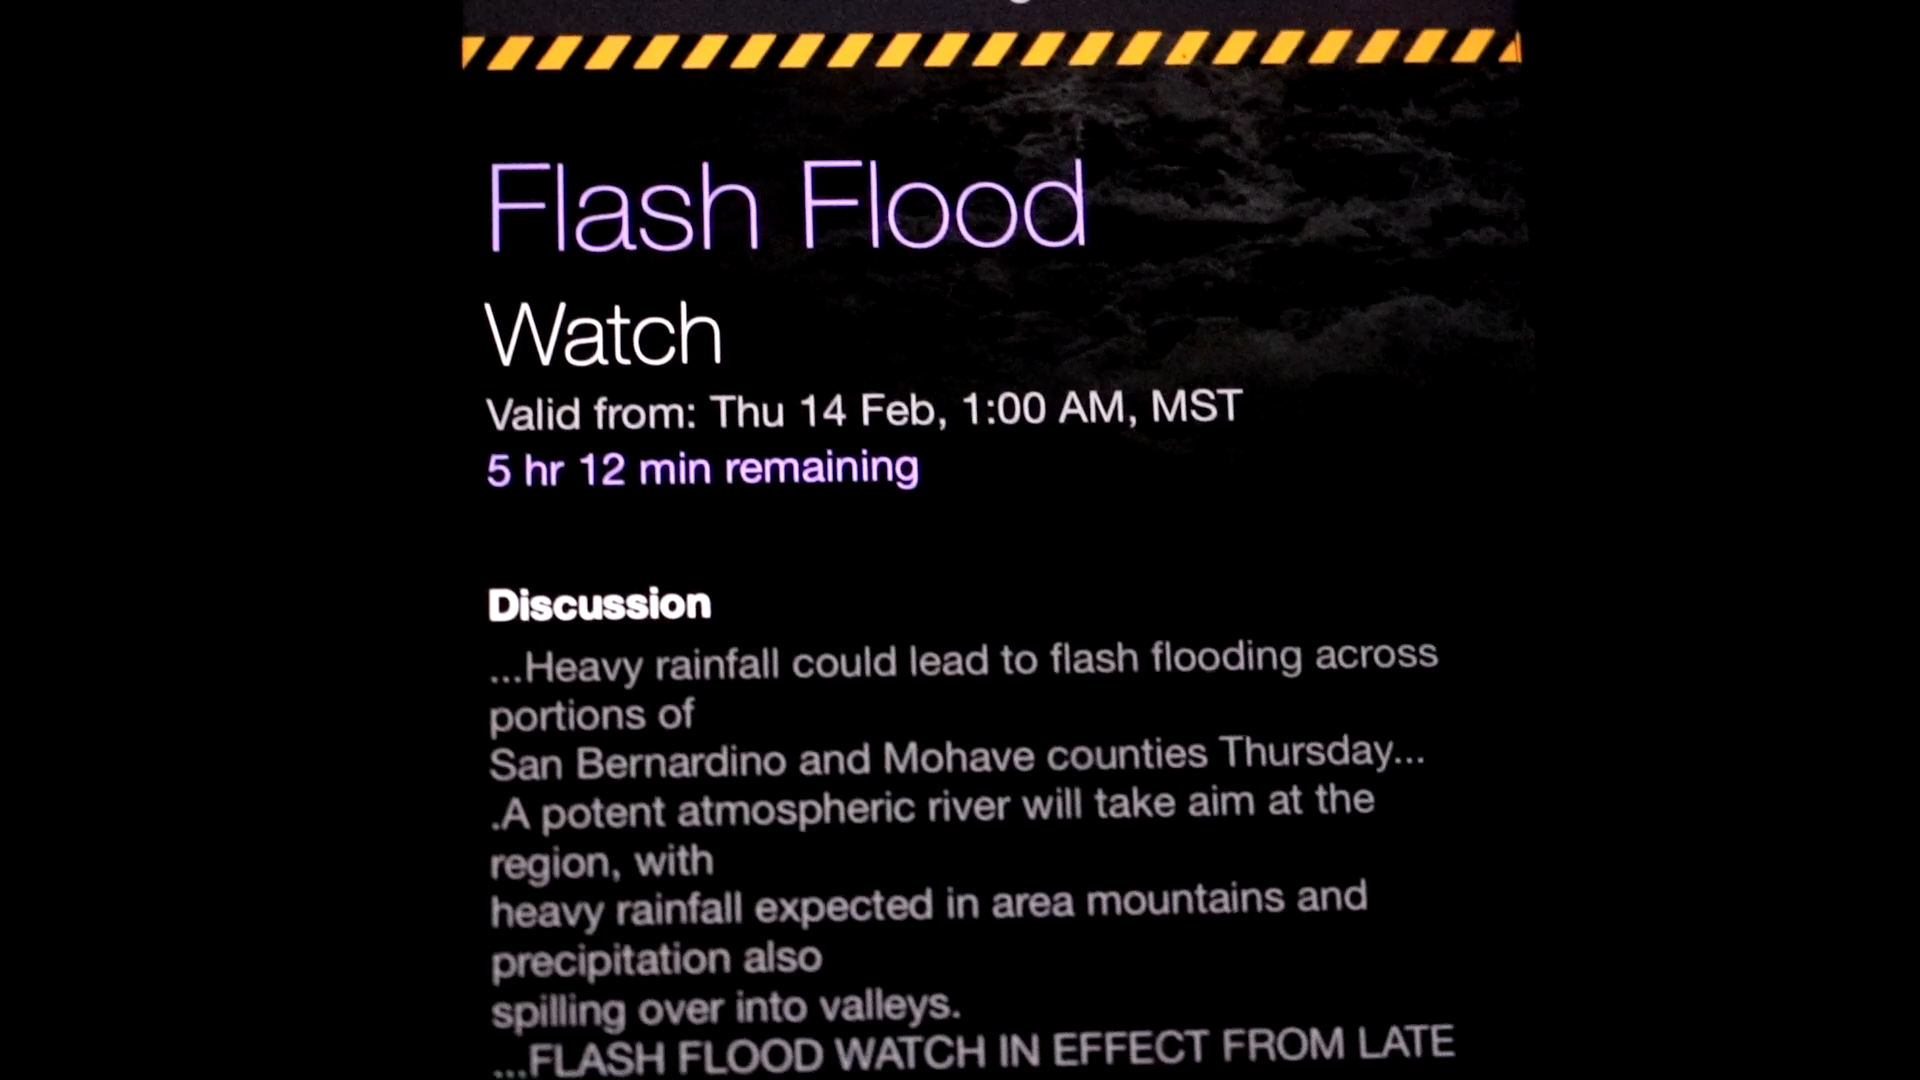 Flash Flood
Watch
Valid from: Thu 14 Feb, 1:00 AM, MST
5 hr 12 min remaining
Discussion
...Heavy rainfall could lead to flash flooding across
portions of
San Bernardino and Mohave counties Thursday...
.A potent atmospheric river will take aim at the
region, with
heavy rainfall expected in area mountains and
precipitation also
spilling over into valleys.
...FLASH FLOOD WATCH IN EFFECT FROM LATE